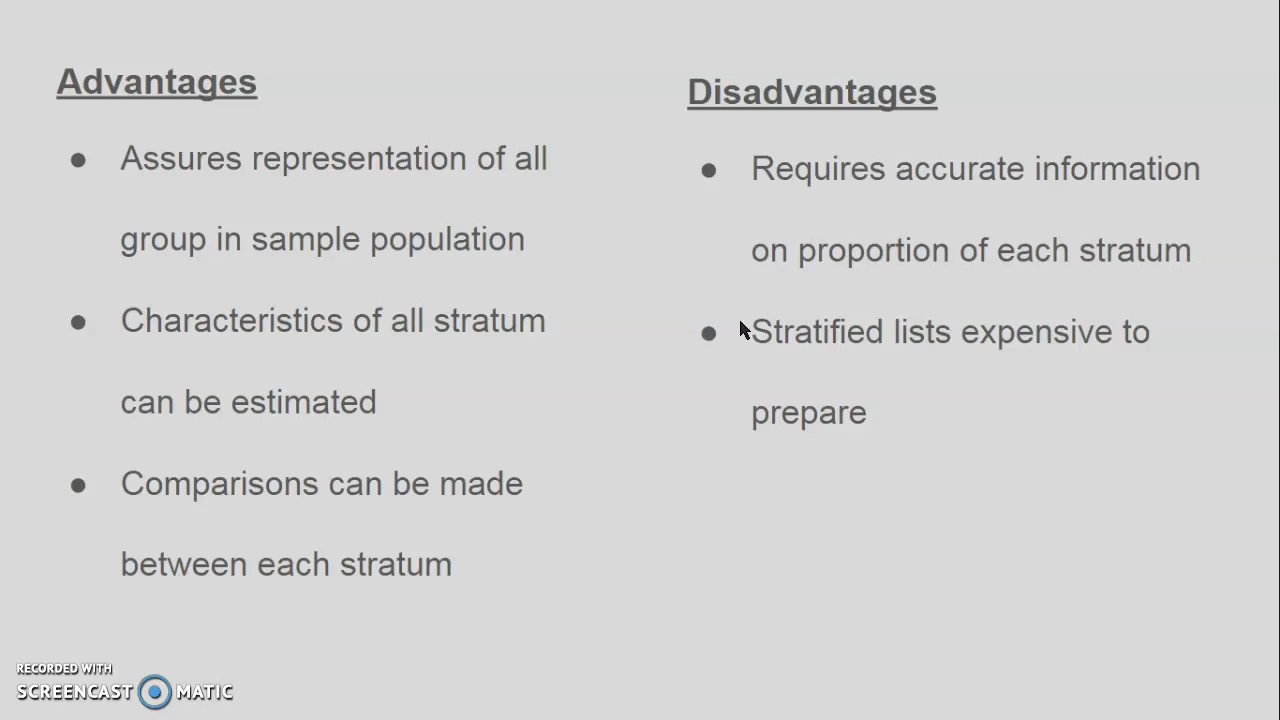 Advantages
● Assures representation of all
group in sample population
● Characteristics of all stratum
can be estimated
● Comparisons can be made
between each stratum
Disadvantages
● Requires accurate information
on proportion of each stratum
● Stratified lists expensive to
prepare
RECORDED WITH
SCREENCAST MATIC